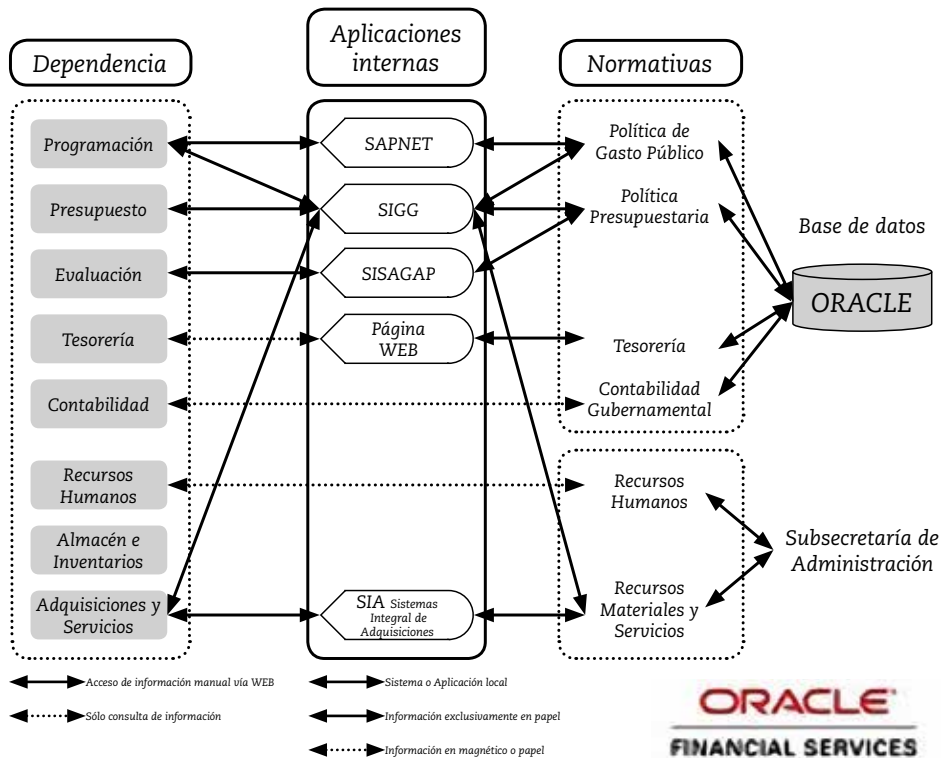 Dependencia
Aplicaciones
internas
Normativas
Programación
Presupuesto
Evaluación
Tesorería
Contabilidad
Recursos
Humanos
Almacén e
Inventarios
Adquisiciones y
Servicios
SAPNET
SIGG
SISAGAP
Página
WEB
SIA Sistemas
Integral de
Adquisiciones
Política de
Gasto Público
Política
Presupuestaria
Tesorería
Contabilidad
Gubernamental
Recursos
Humanos
Recursos
Materiales y
Servicios
Base de datos
ORACLE
Subsecretaría de
Administración
Acceso de información manual vía WEB
Sólo consulta de información
Sistema o Aplicación local
Información exclusivamente en papel
Información en magnético o papel
ORACLE
FINANCIAL SERVICES